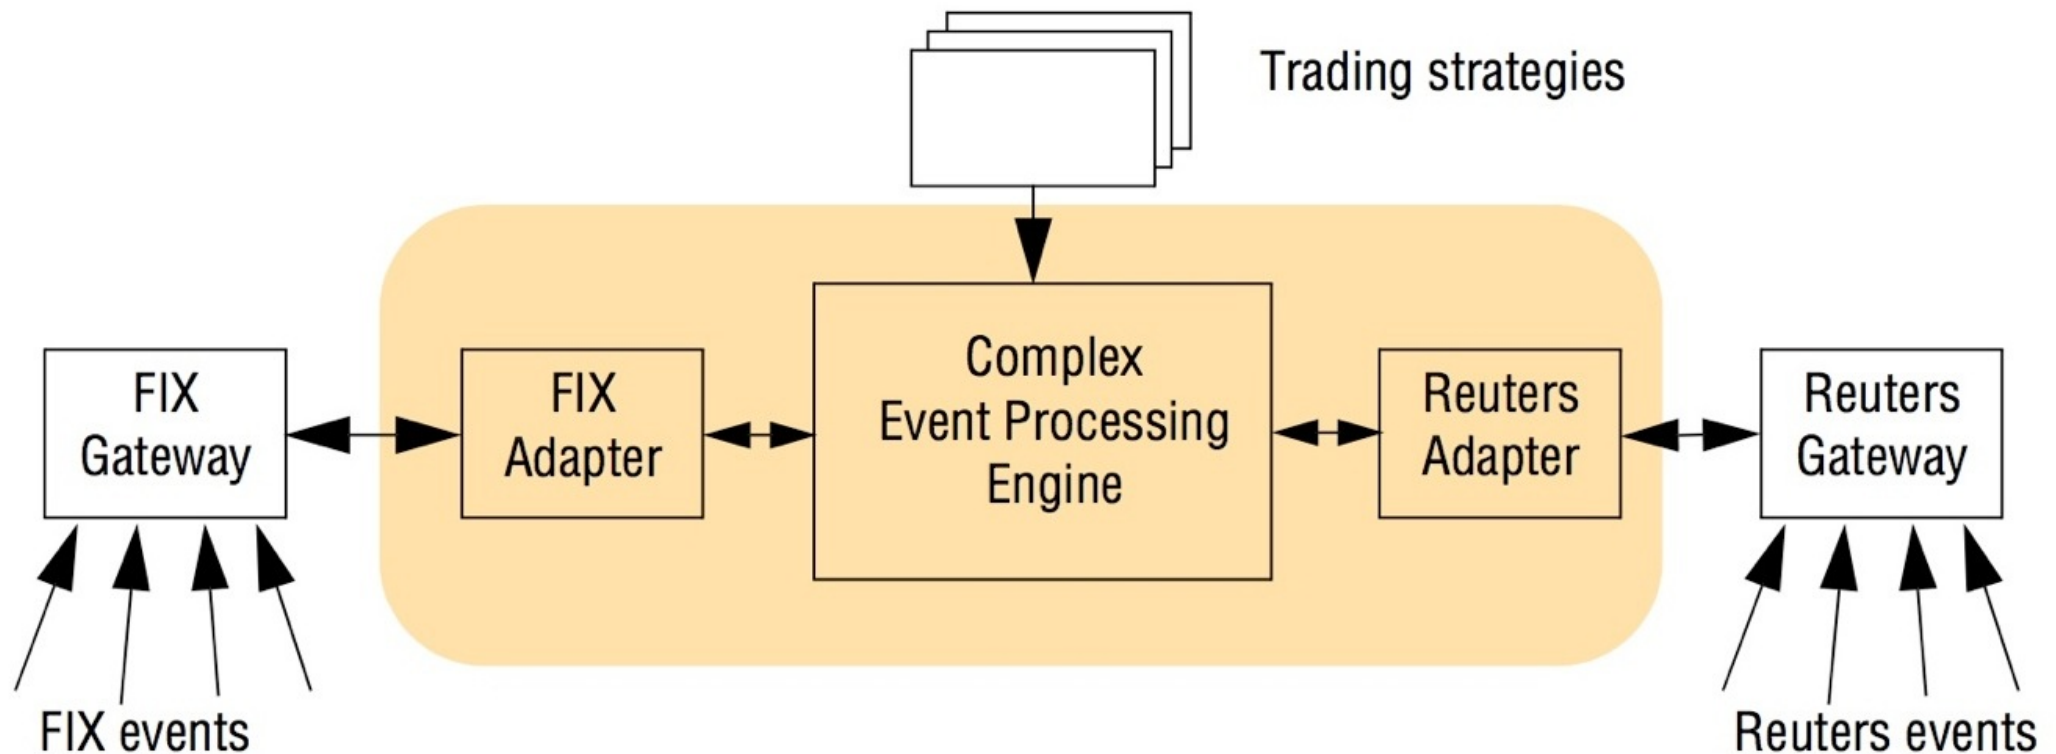 Trading strategies
FIX
Gateway
FIX
Adapter
Complex
Event Processing
Engine
Reuters
Adapter
Reuters
Gateway
FIX events
Reuters events